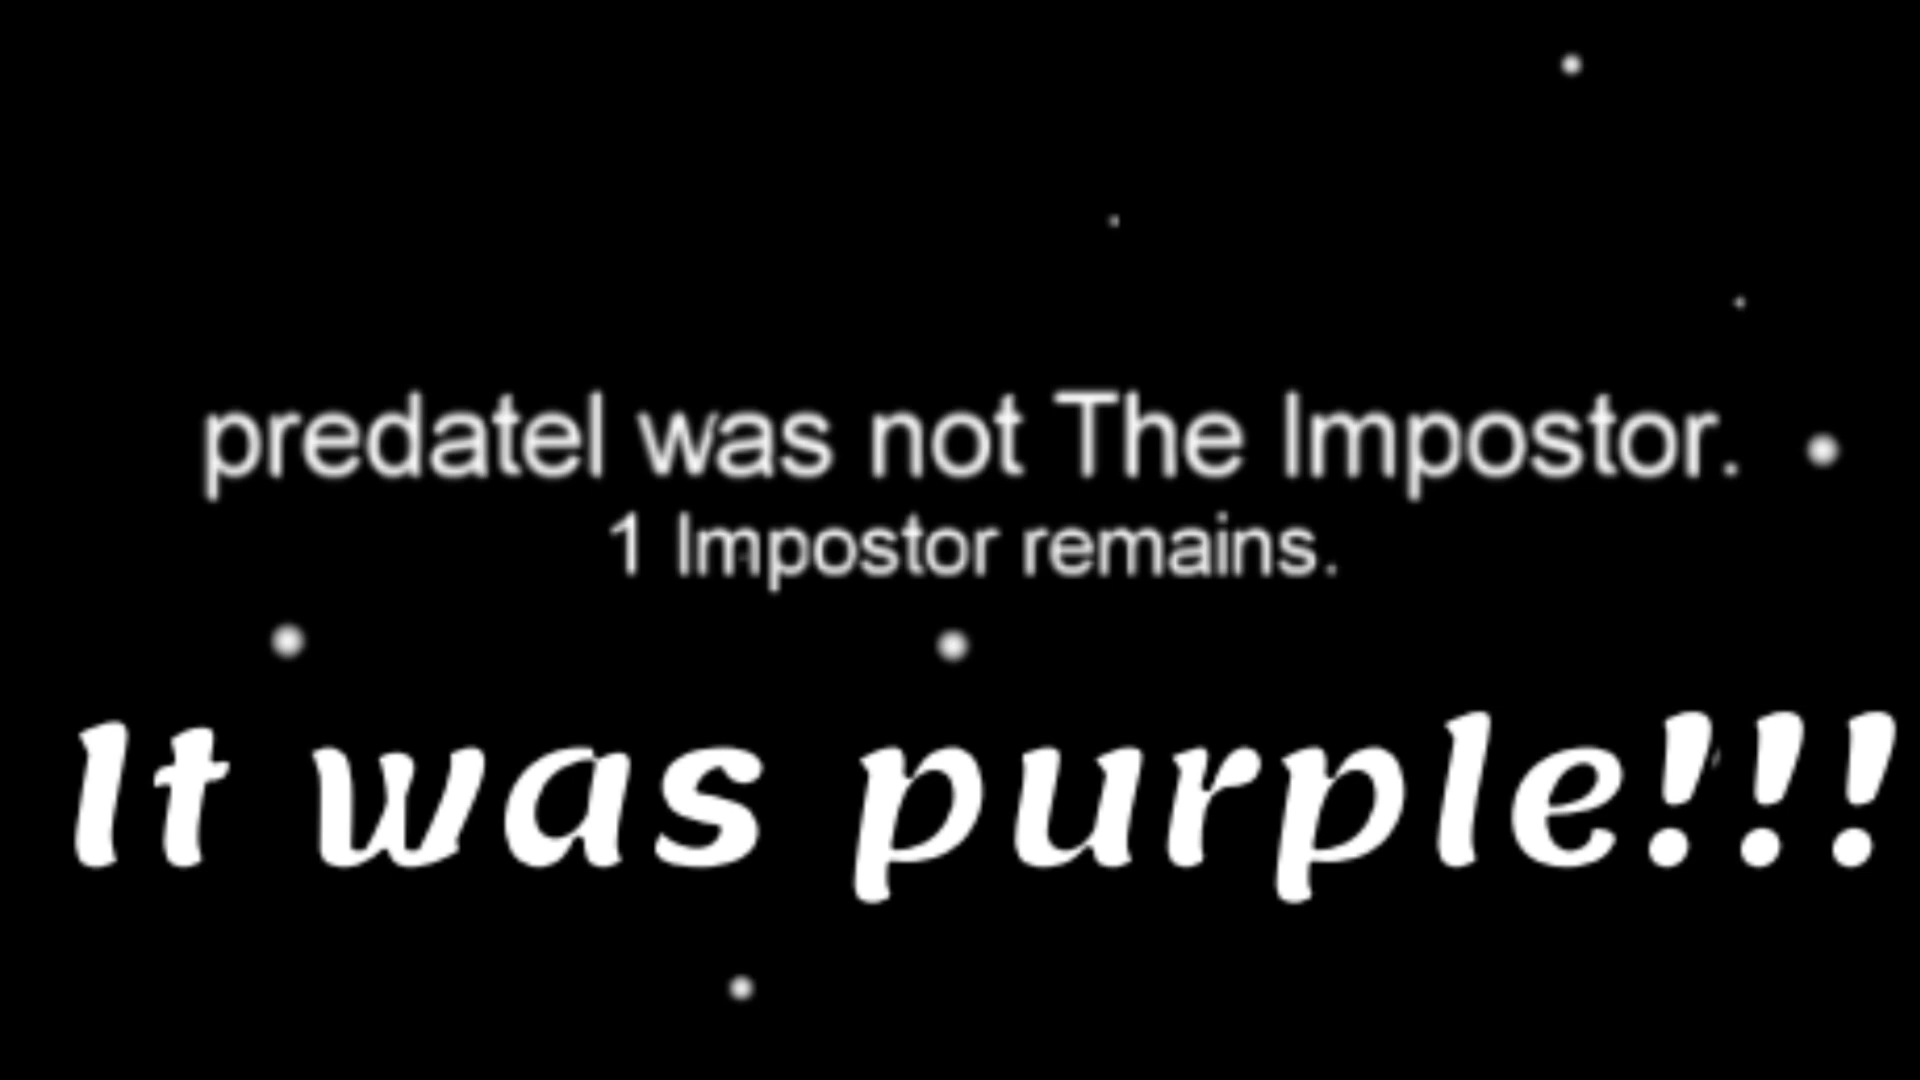 predatel was not The Impostor.
1 Impostor remains.
It was purple!!!